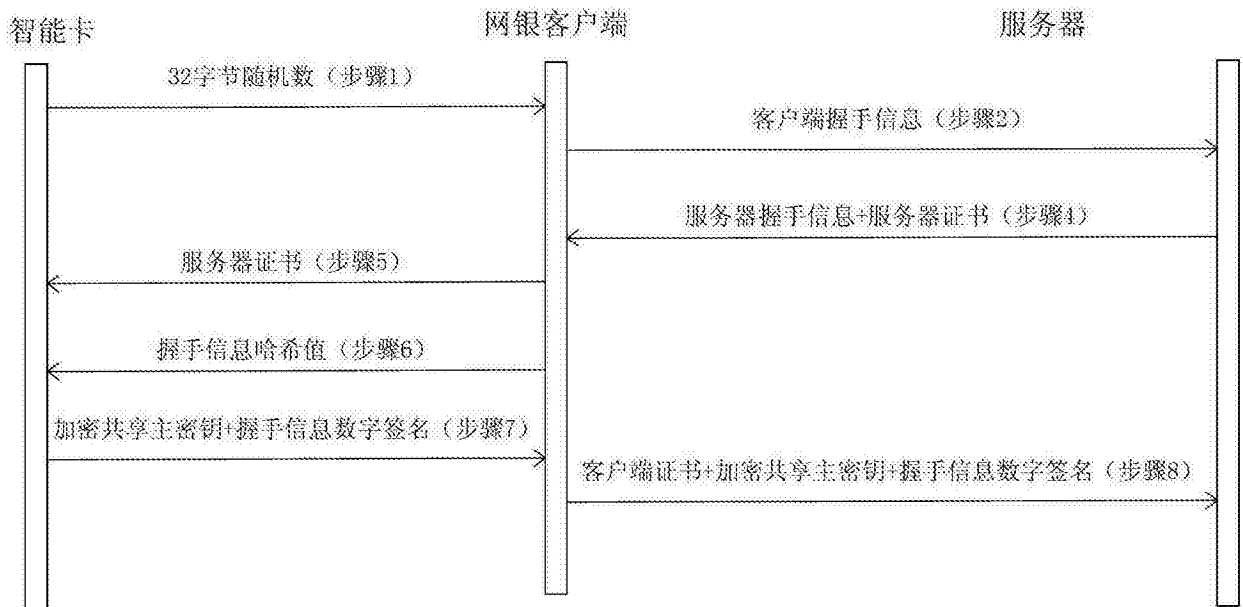 智能卡
网银客户端
服务器
32字节随机数（步骤1）
客户端握手信息（步骤2）
服务器握手信息+服务器证书（步骤4）
服务器证书（步骤5）
握手信息哈希值（步骤6）
加密共享主密钥+握手信息数字签名（步骤7）
客户端证书+加密共享主密钥+握手信息数字签名（步骤8）